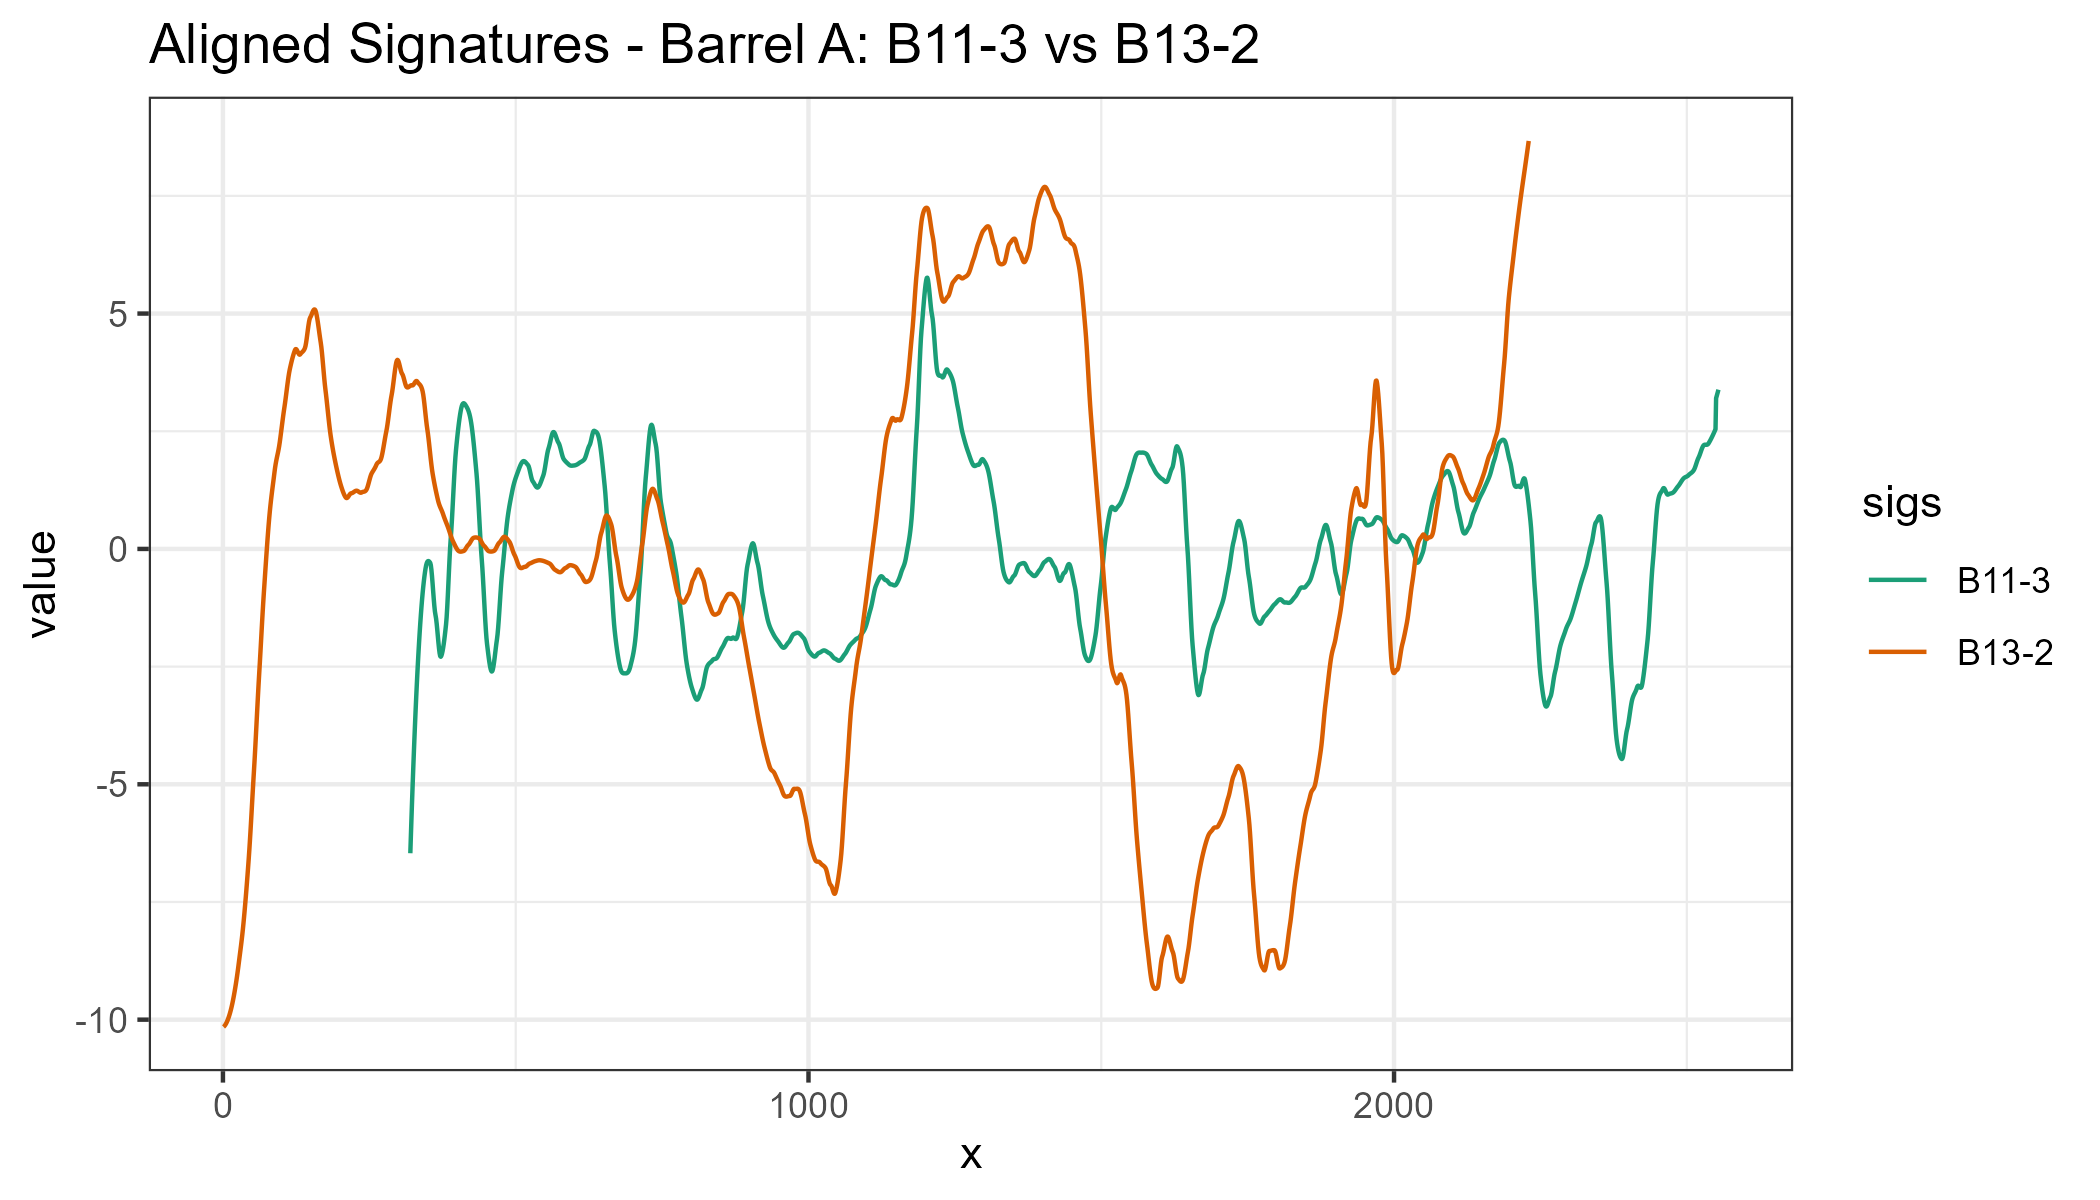 Aligned Signatures - Barrel A: B11-3 vs B13-2
value
5
0
-5
-10
0 1000 2000
x
sigs
B11-3
B13-2